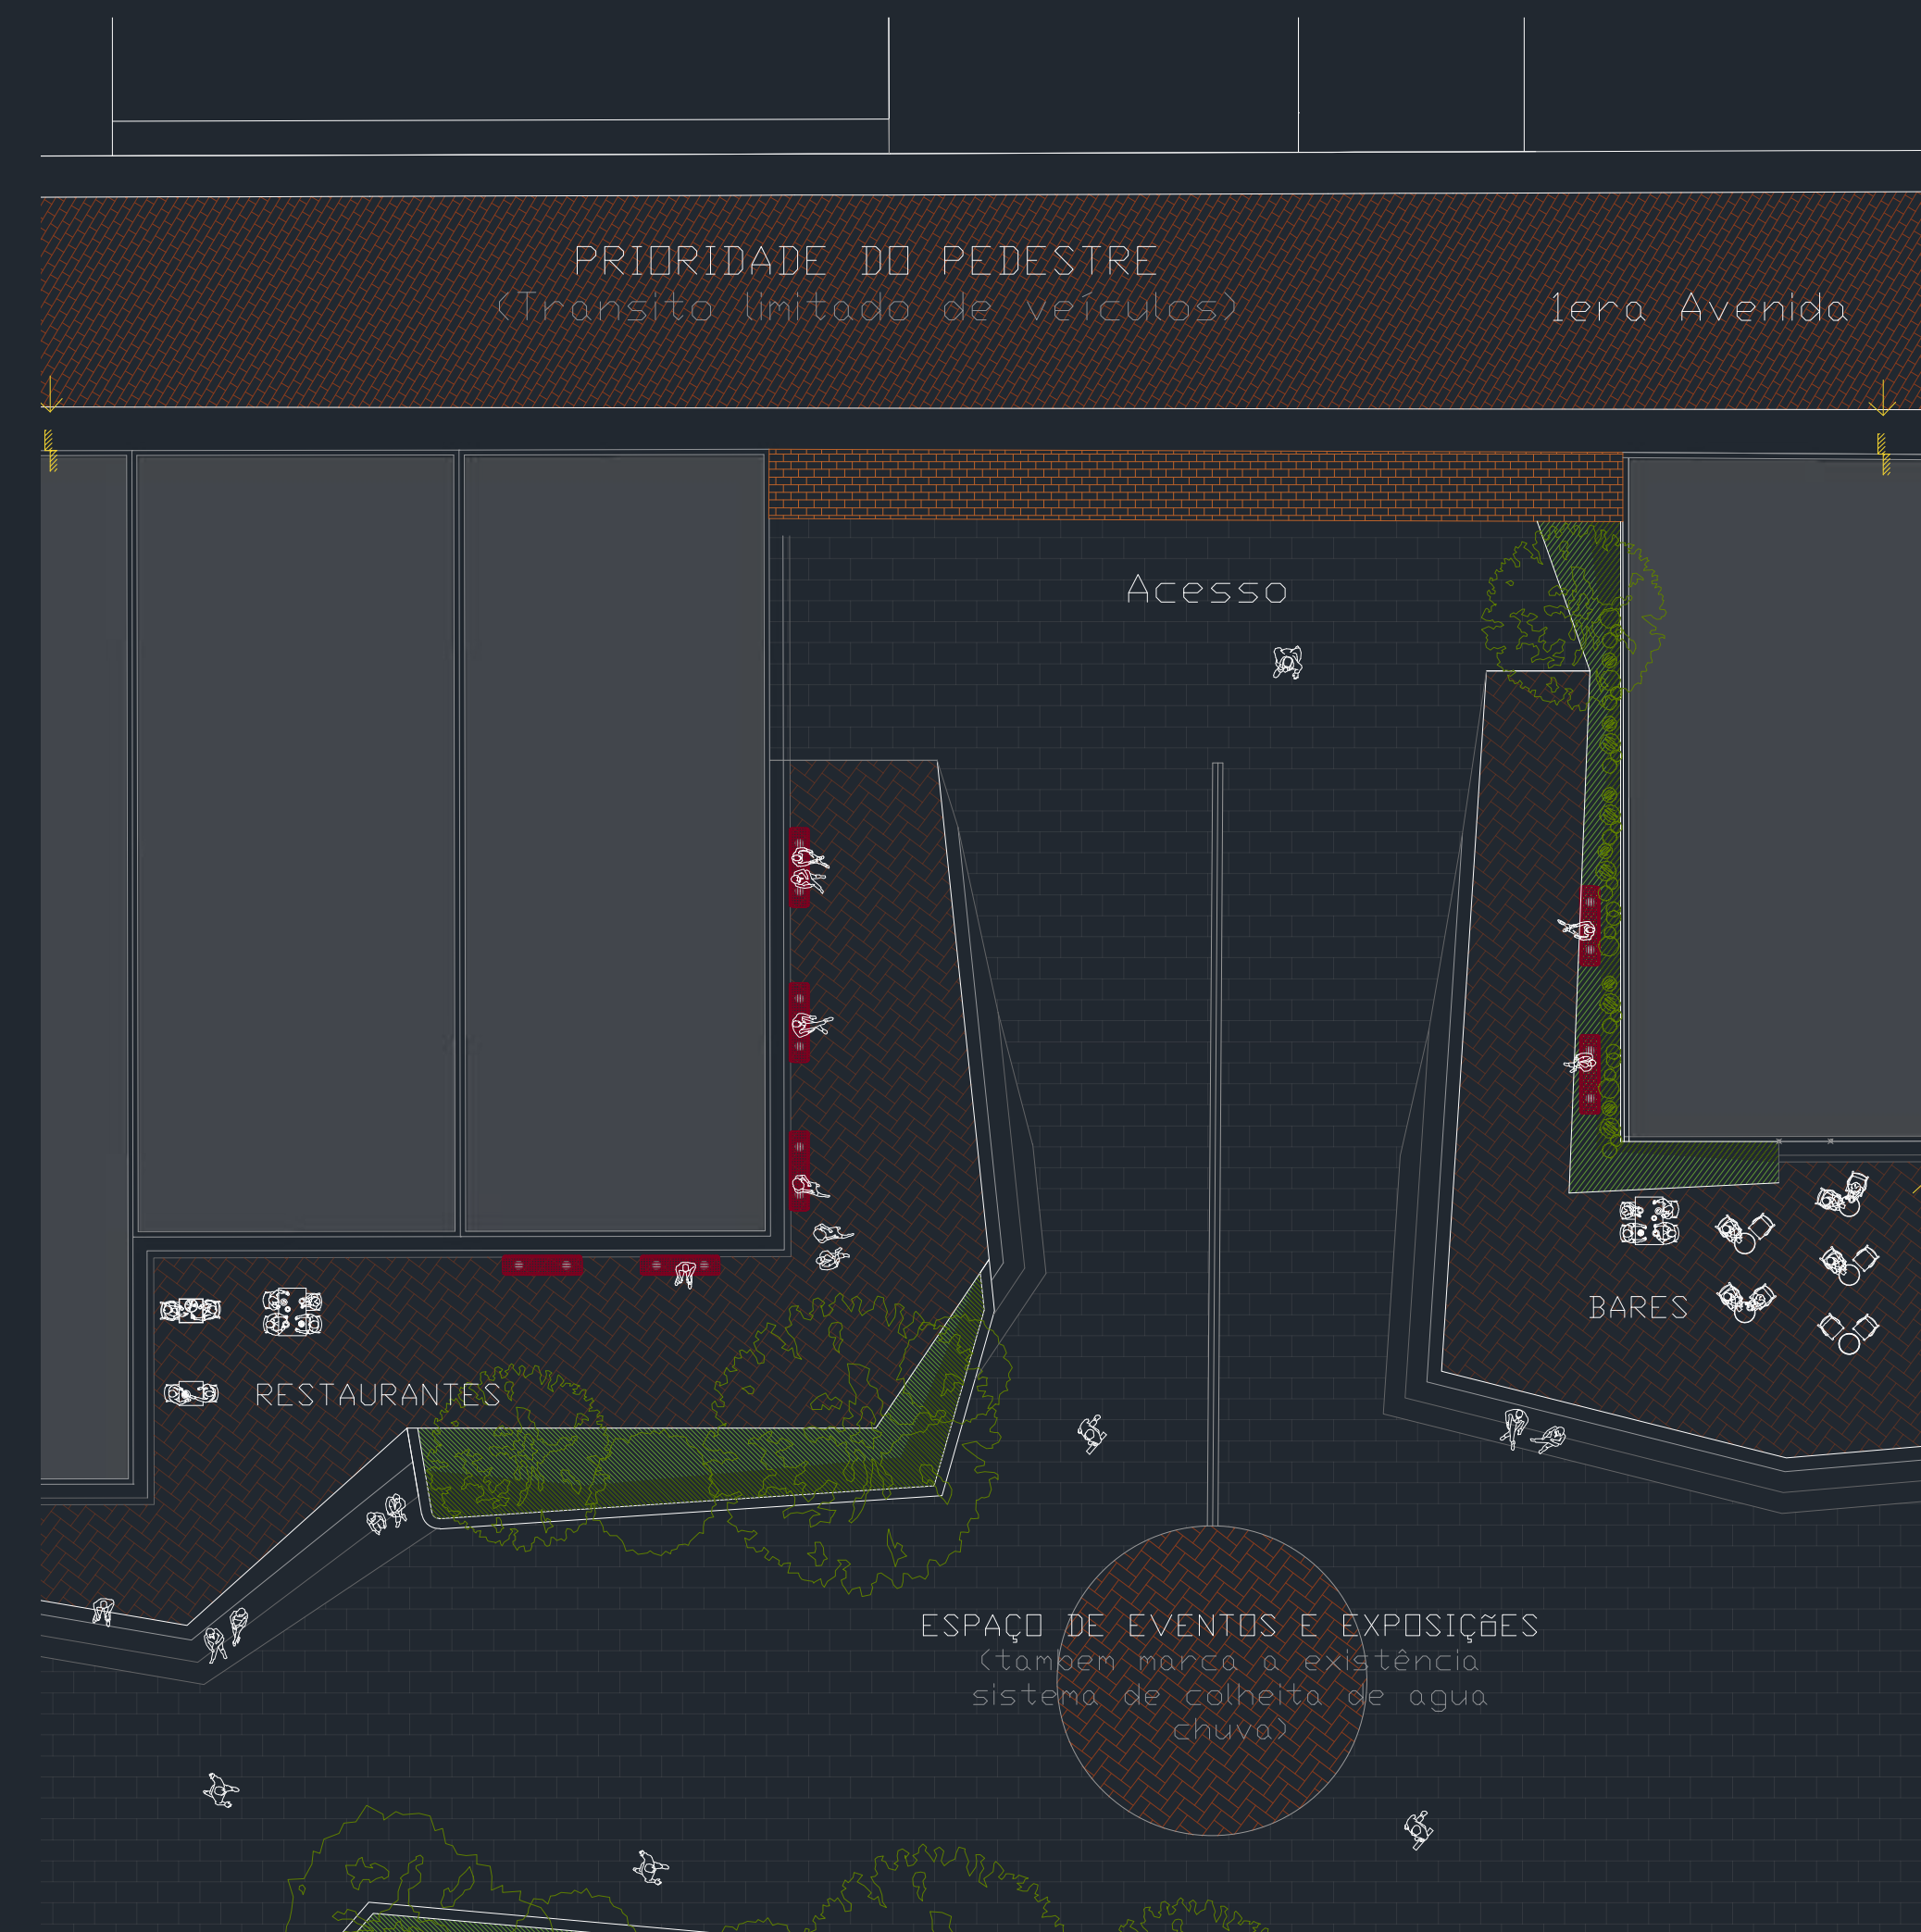 PRIORIDADE DO PEDESTRE
(Transito limitado de veículos)
1era Avenida
Acesso
BARES
RESTAURANTES
ESPAÇO DE EVENTOS E EXPOSIÇÕES
(tambem marca a existência
sistema de colheita de agua
chuva)